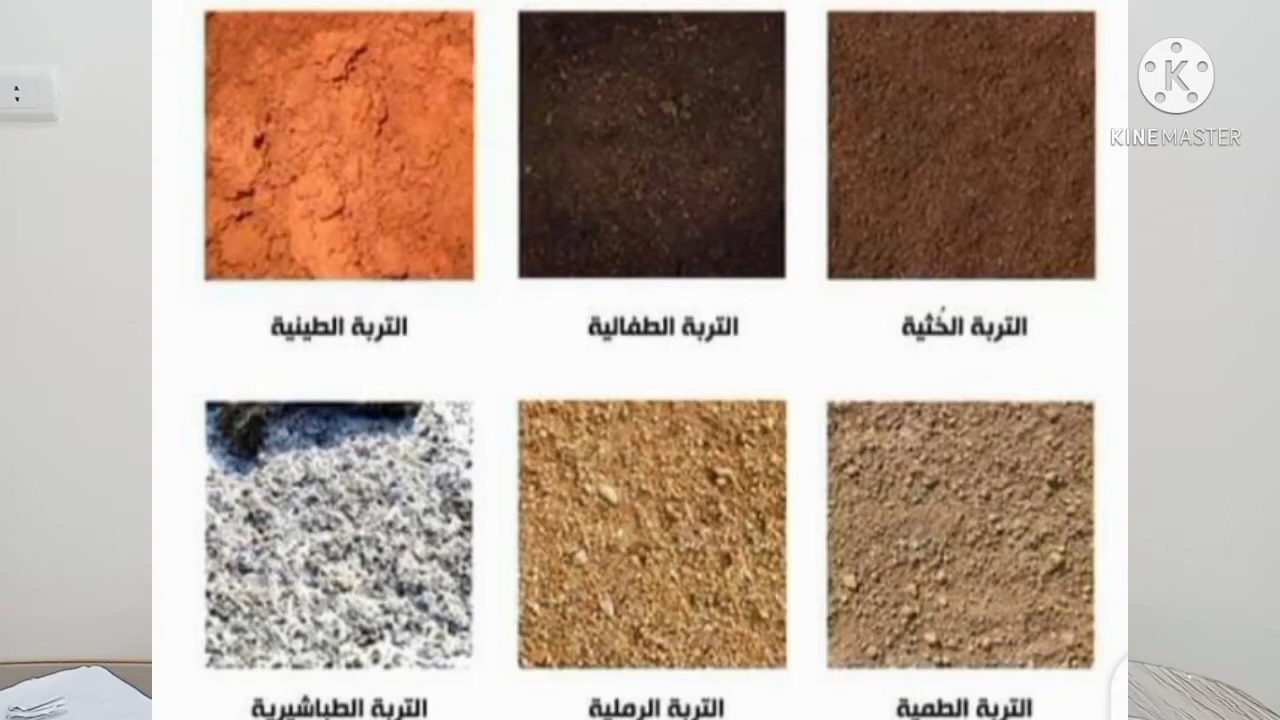 KINEMASTER
التربة الخُثية
التربة الطفالية
التربة الطينية
التربة الطمية
التربة الرملية
التربة الطباشيرية